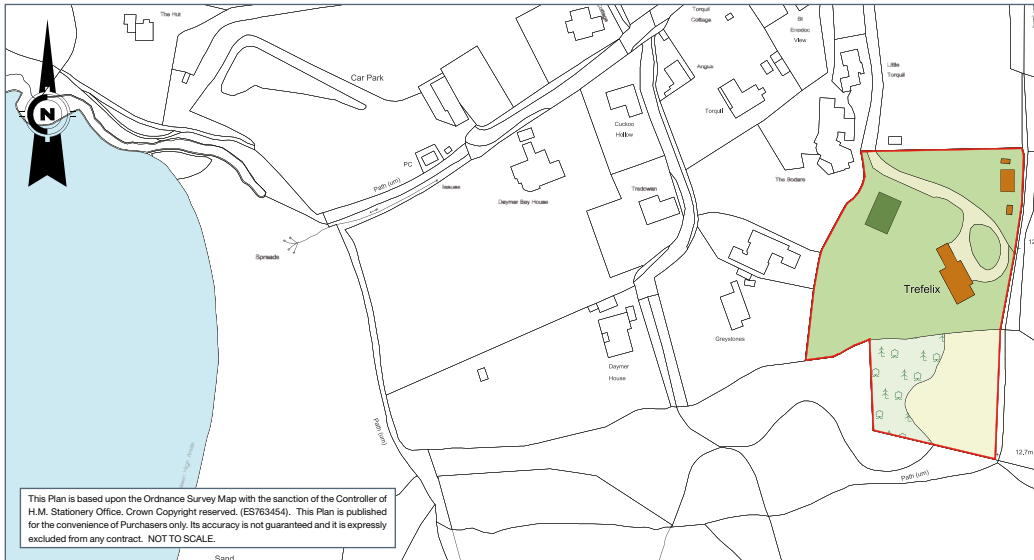 The Hut
Car Park
Cottage
Torquil
Cottage
St
Enodoc
View
Little
Torquil
Angus
Torquil
N
Cuckoo
Hollow
PC
Path (um)
Issues
Daymer Bay House
Tredowen
The Bodare
Spreads
Trefelix
Greystones
Daymer
House
Path (um)
12.7m
Path (um)
This Plan is based upon the Ordnance Survey Map with the sanction of the Controller of
H.M. Stationery Office. Crown Copyright reserved. (ES763454). This Plan is published
for the convenience of Purchasers only. Its accuracy is not guaranteed and it is expressly
excluded from any contract. NOT TO SCALE.
Sand